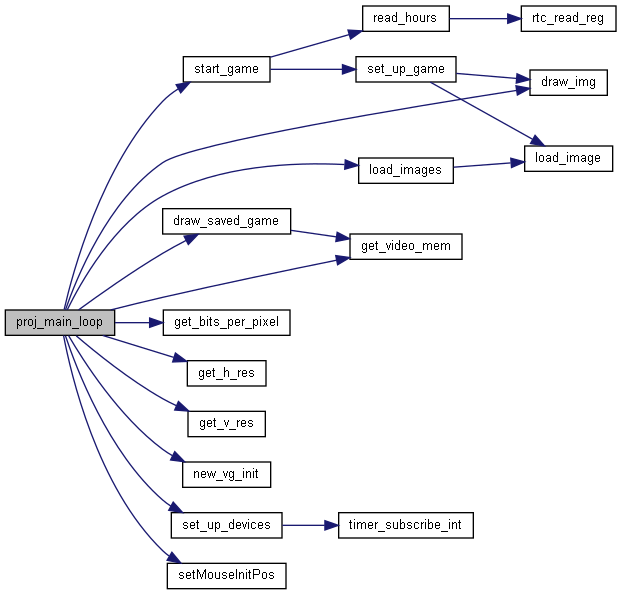 read_hours
rtc_read_reg
start_game
set_up_game
draw_img
load_image
load_images
draw_saved_game
get_video_mem
proj_main_loop
get_bits_per_pixel
get_h_res
get_v_res
new_vg_init
set_up_devices
timer_subscribe_int
setMouseInitPos